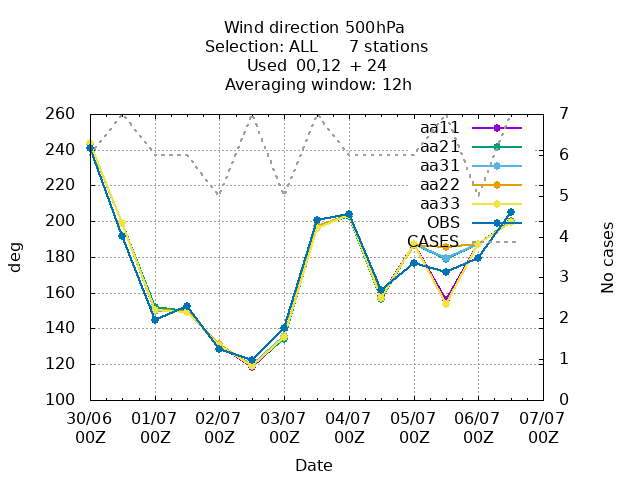 Wind direction 500hPa
Selection: ALL 7 stations
Used 00,12 + 24
Averaging window: 12h
260 7
aa11
240 aa21 6
aa31
220 aa22 5
aa33
200 OBS 4
CASES
180 3
160 2
140 1
120
100 0
deg
No cases
30/06 01/07 02/07 03/07 04/07 05/07 06/07 07/07
00Z 00Z 00Z 00Z 00Z 00Z 00Z 00Z
Date